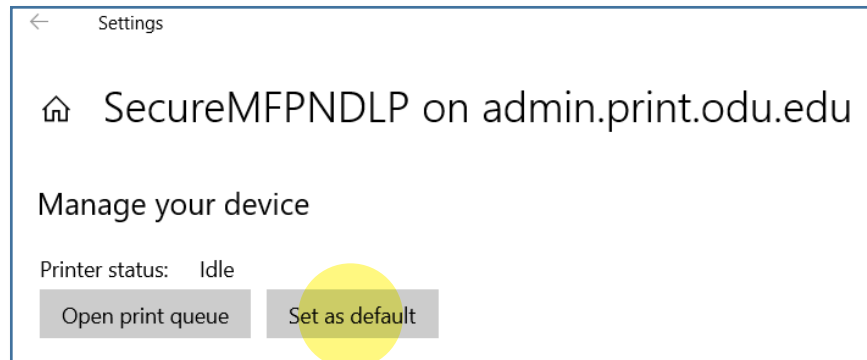 Settings
SecureMFPNDLP on admin.print.odu.edu
Manage your device
Printer status: Idle
Open print queue Set as default